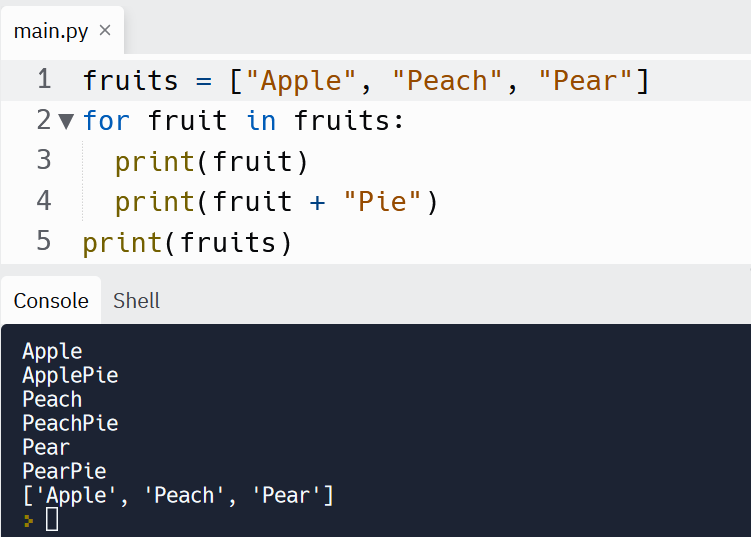 main.py ×
1 fruits = ["Apple", "Peach", "Pear"]
2 for fruit in fruits:
3 print(fruit)
4 print(fruit + "Pie")
5 print(fruits)
Console Shell
Apple
ApplePie
Peach
PeachPie
Pear
PearPie
['Apple', 'Peach', 'Pear']